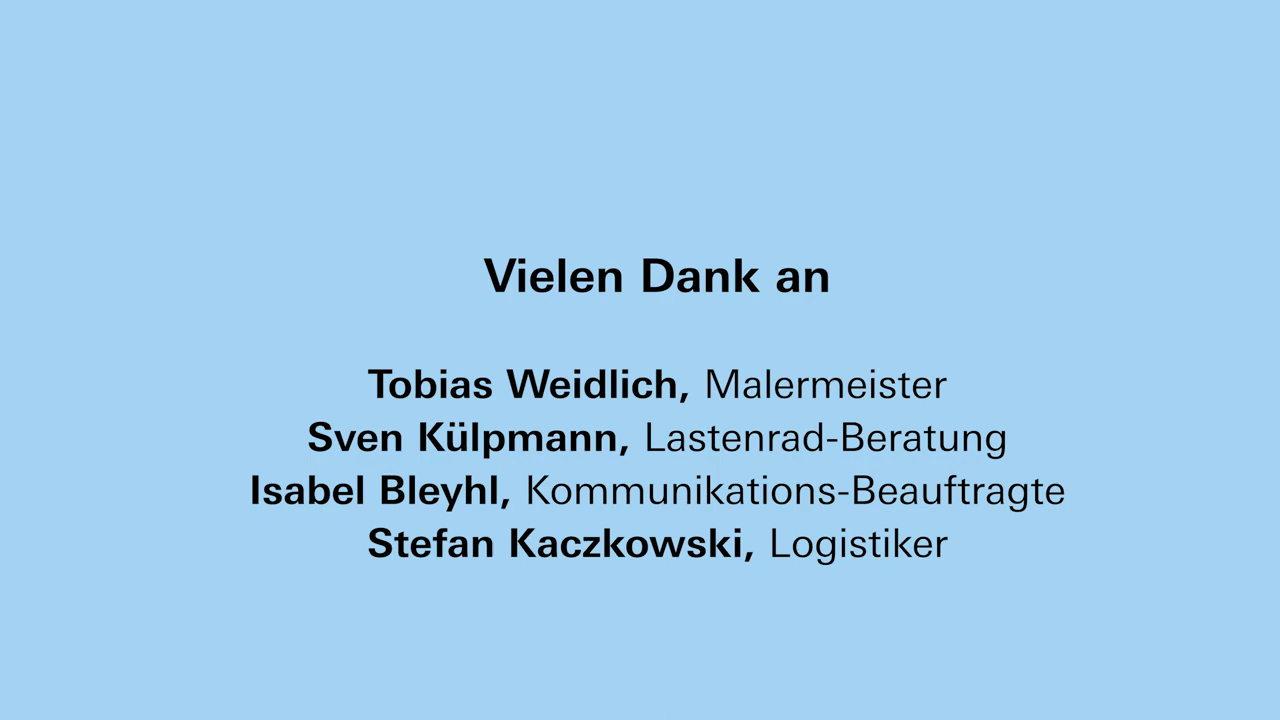 Vielen Dank an
Tobias Weidlich, Malermeister
Sven Külpmann, Lastenrad-Beratung
Isabel Bleyhl, Kommunikations-Beauftragte
Stefan Kaczkowski, Logistiker